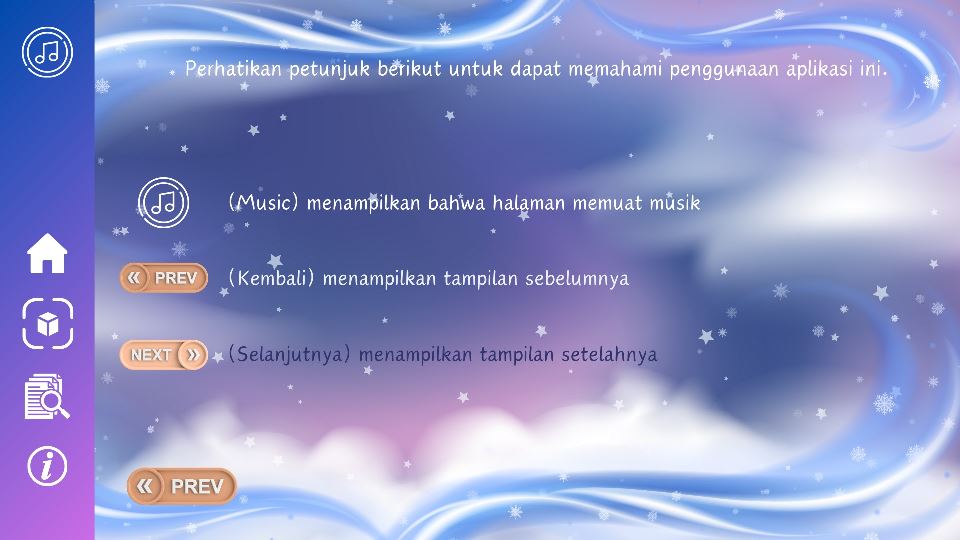 Perhatikan petunjuk berikut untuk dapat memahami penggunaan aplikasi ini.
(Music) menampilkan bahwa halaman memuat musik
« PREV
(Kembali) menampilkan tampilan sebelumnya
NEXT »
(Selanjutnya) menampilkan tampilan setelahnya
i
« PREV